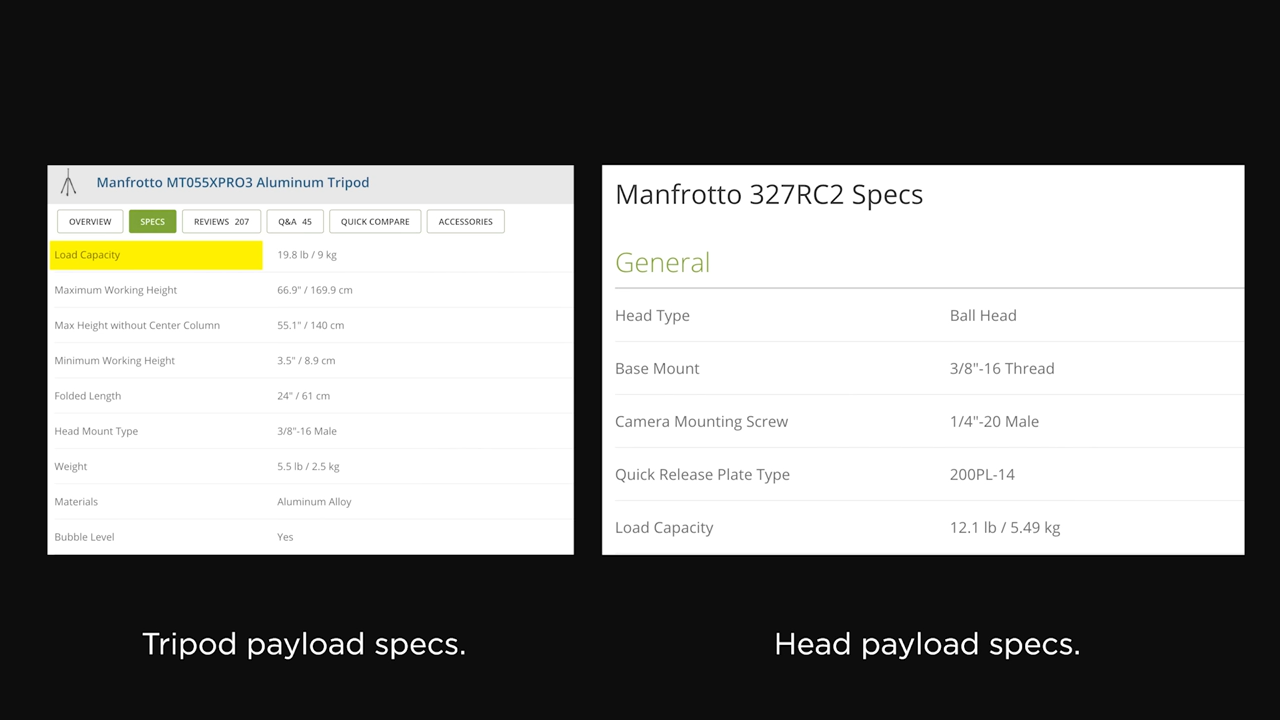 Manfrotto MT055XPRO3 Aluminum Tripod
OVERVIEW SPECS REVIEWS 207 Q&A 45 QUICK COMPARE ACCESSORIES
Load Capacity 19.8 lb / 9 kg
Maximum Working Height 66.9" / 169.9 cm
Max Height without Center Column 55.1" / 140 cm
Minimum Working Height 3.5" / 8.9 cm
Folded Length 24" / 61 cm
Head Mount Type 3/8"-16 Male
Weight 5.5 lb / 2.5 kg
Materials Aluminum Alloy
Bubble Level Yes
Tripod payload specs.
Manfrotto 327RC2 Specs
General
Head Type Ball Head
Base Mount 3/8"-16 Thread
Camera Mounting Screw 1/4"-20 Male
Quick Release Plate Type 200PL-14
Load Capacity 12.1 lb / 5.49 kg
Head payload specs.